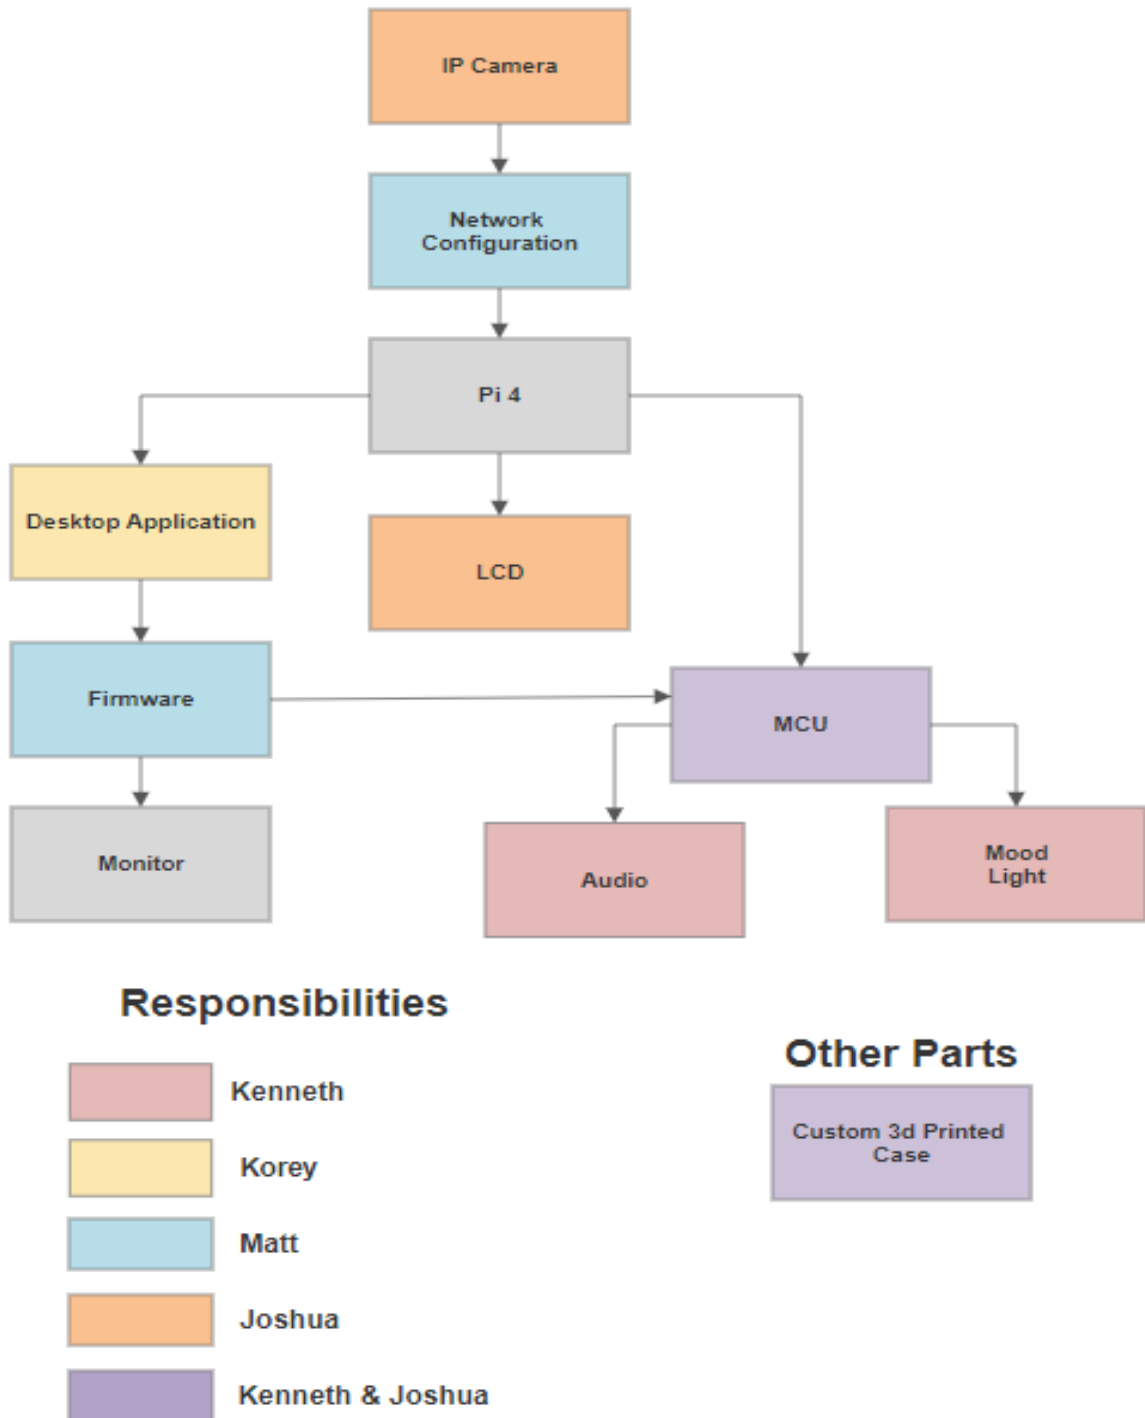 IP Camera
Network
Configuration
Pi 4
Desktop Application
LCD
Firmware
MCU
Monitor
Audio
Mood
Light
Responsibilities
Kenneth
Korey
Matt
Joshua
Kenneth & Joshua
Other Parts
Custom 3d Printed
Case